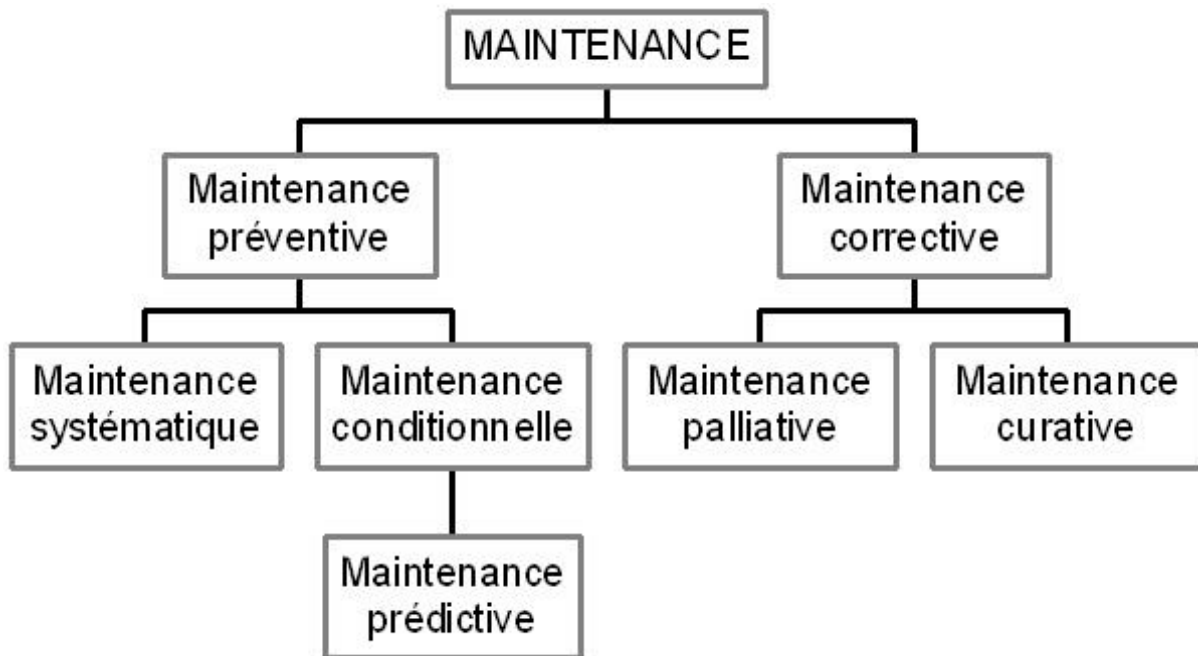 MAINTENANCE
Maintenance
préventive
Maintenance
corrective
Maintenance
systématique
Maintenance
conditionnelle
Maintenance
palliative
Maintenance
curative
Maintenance
prédictive